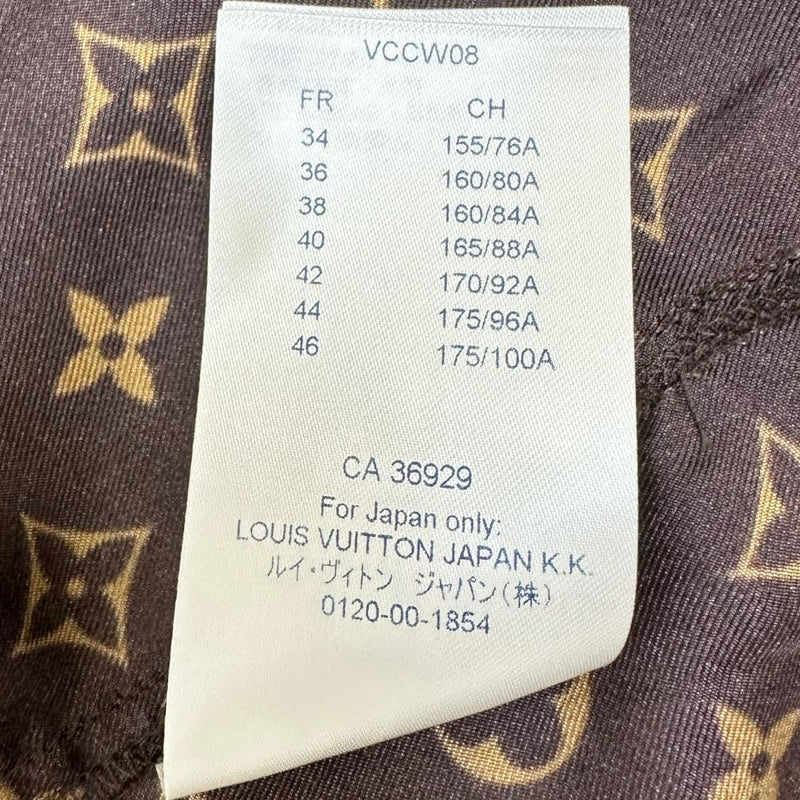 VCCW08
FR CH
34 155/76A
36 160/80A
38 160/84A
40 165/88A
42 170/92A
44 175/96A
46 175/100A
CA 36929
For Japan only:
LOUIS VUITTON JAPAN K.K.
ルイ・ヴィトン ジャパン(株)
0120-00-1854